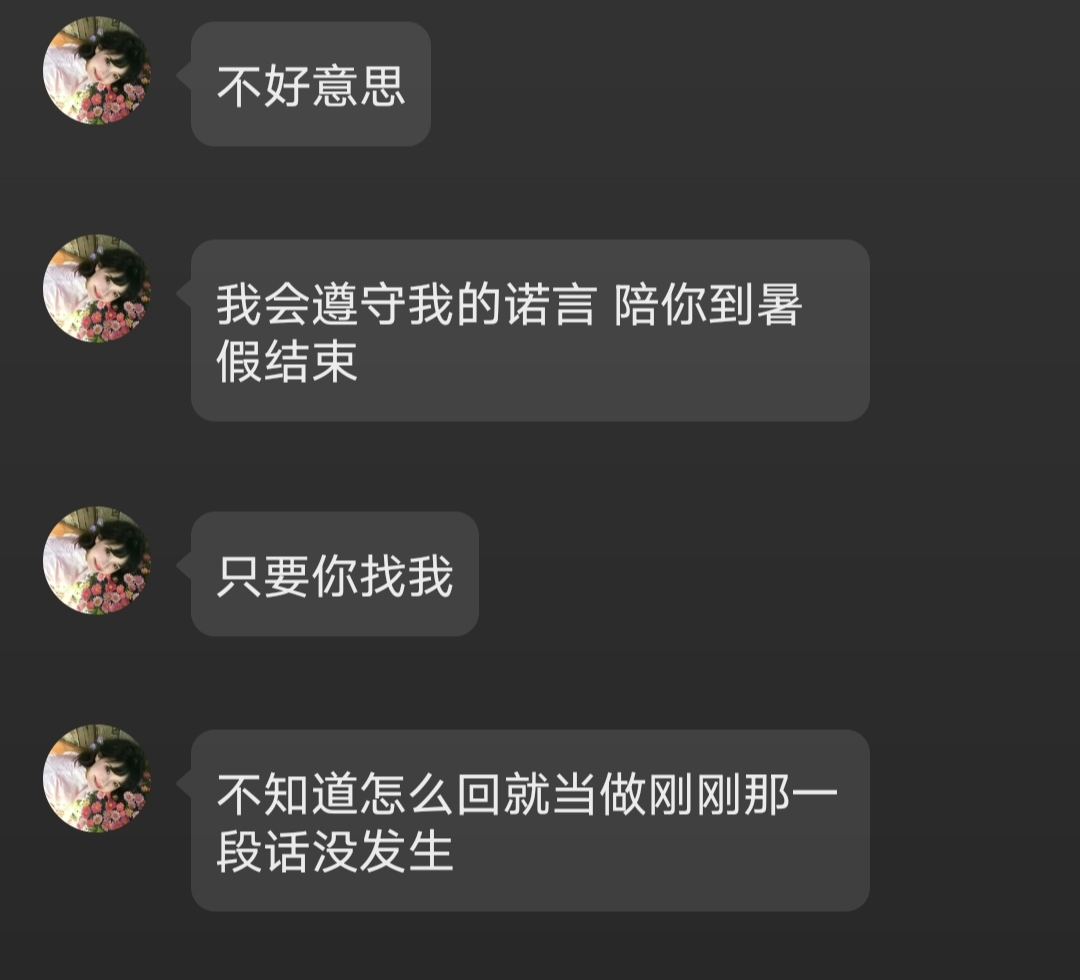 不好意思
我会遵守我的诺言 陪你到暑
假结束
只要你找我
不知道怎么回就当做刚刚那一
段话没发生